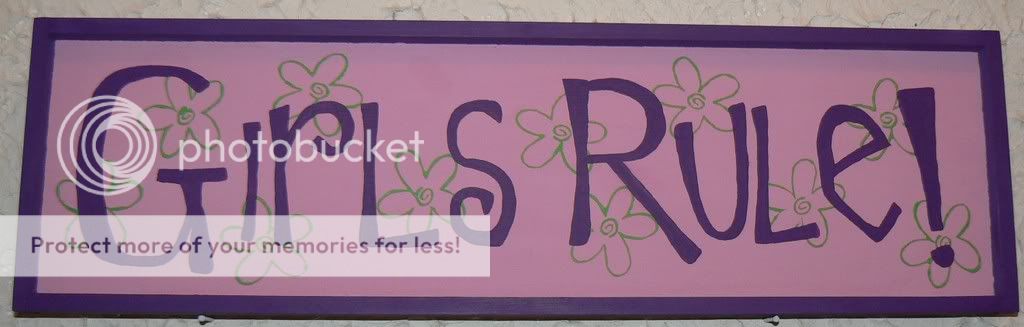 Girls Rule!
photobucket
Protect more of your memories for less!